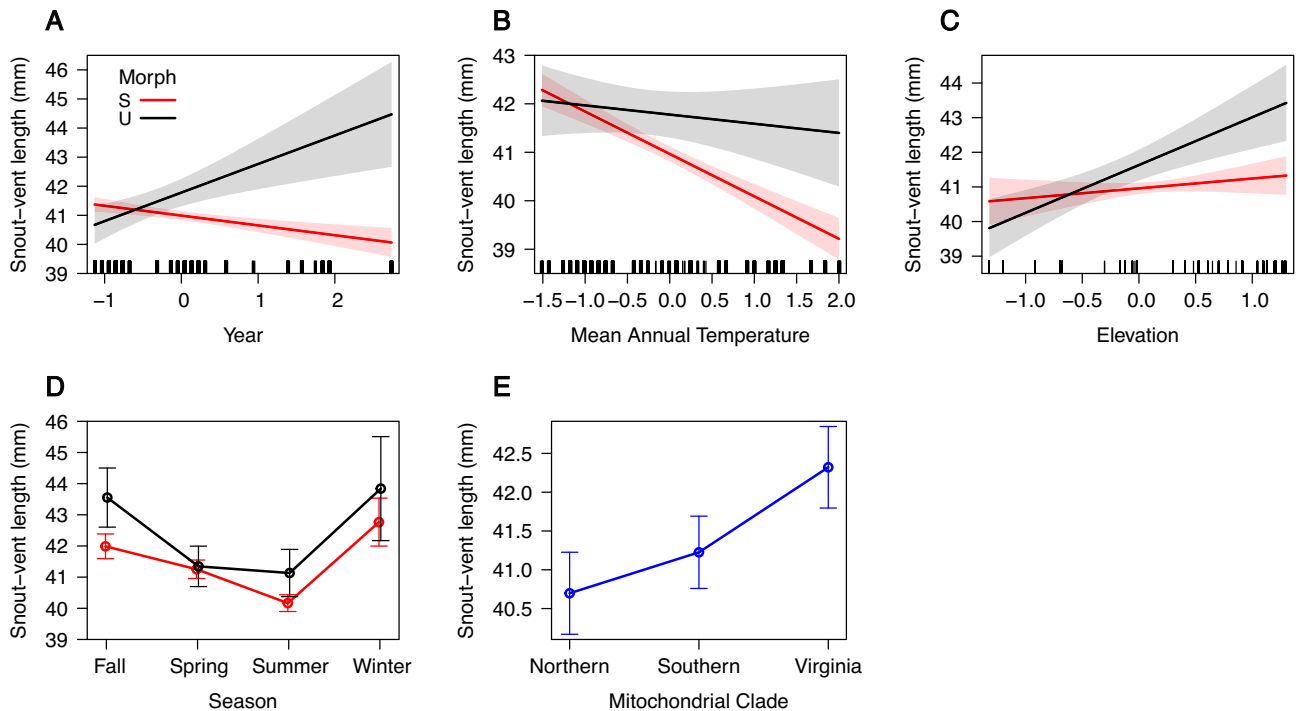 A
Snout−vent length (mm)
46
45
44
43
42
41
40
39
Morph
S
U
−1 0 1 2
Year
B
Snout−vent length (mm)
43
42
41
40
39
−1.5 −1.0 −0.5 0.0 0.5 1.0 1.5 2.0
Mean Annual Temperature
C
Snout−vent length (mm)
44
43
42
41
40
39
−1.0 −0.5 0.0 0.5 1.0
Elevation
D
Snout−vent length (mm)
46
45
44
43
42
41
40
39
Fall Spring Summer Winter
Season
E
Snout−vent length (mm)
42.5
42.0
41.5
41.0
40.5
Northern Southern Virginia
Mitochondrial Clade